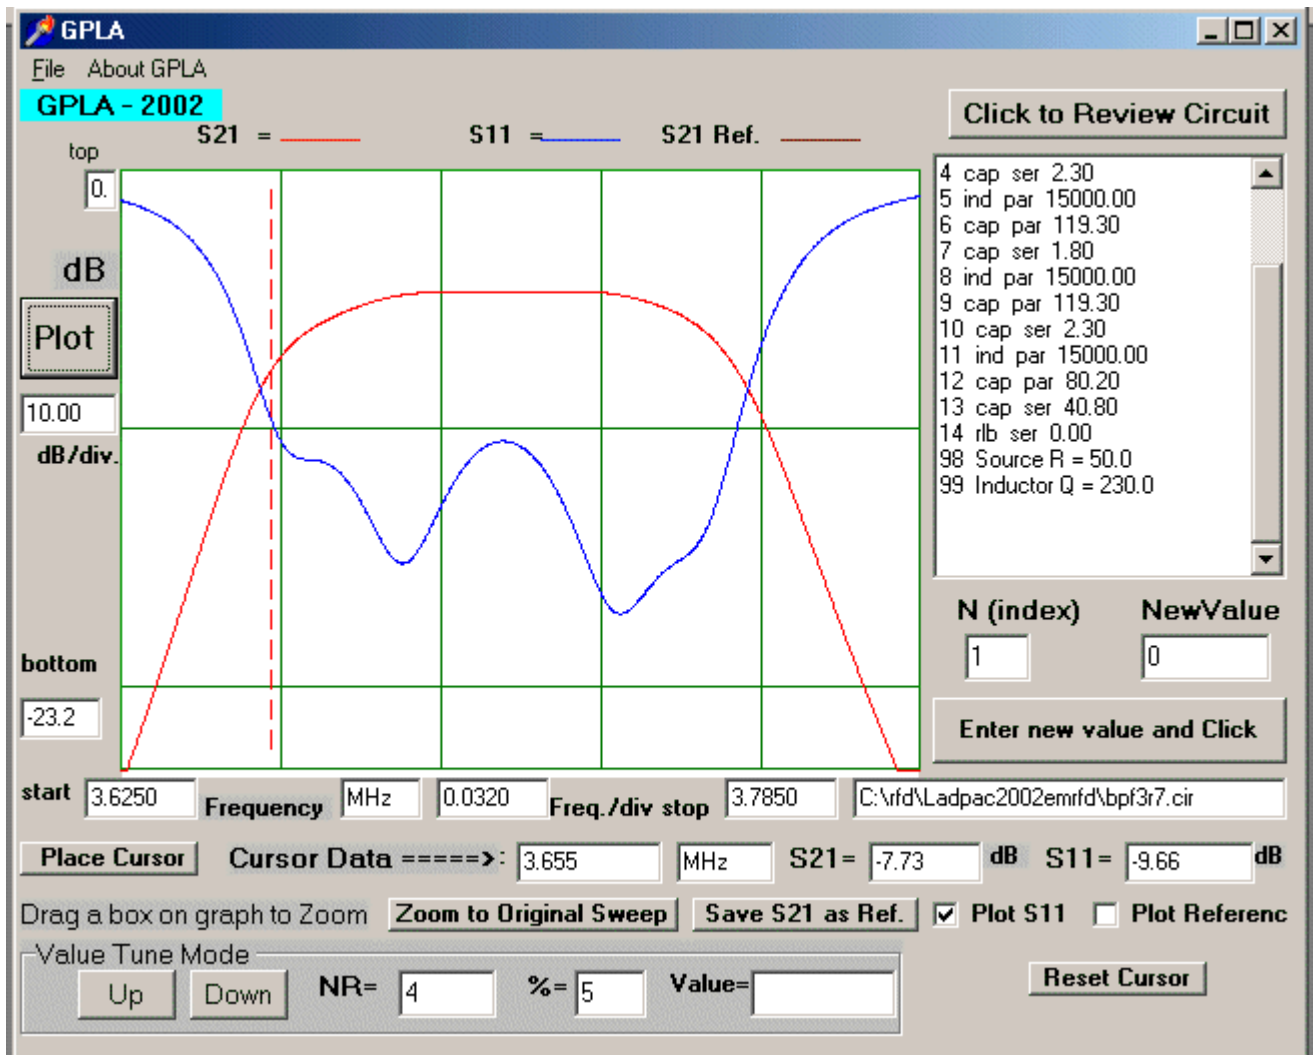 GPLA
File About GPLA
GPLA - 2002
Click to Review Circuit
S21 = S11 = S21 Ref.
top
0.
dB
Plot
10.00
dB/div.
bottom
-23.2
4 cap ser 2.30
5 ind par 15000.00
6 cap par 119.30
7 cap ser 1.80
8 ind par 15000.00
9 cap par 119.30
10 cap ser 2.30
11 ind par 15000.00
12 cap par 80.20
13 cap ser 40.80
14 rlb ser 0.00
98 Source R = 50.0
99 Inductor Q = 230.0
N (index) NewValue
1 0
Enter new value and Click
start 3.6250 Frequency MHz 0.0320 Freq./div stop 3.7850 C:\rfd\Ladpac2002emrfd\bpf3r7.cir
Place Cursor Cursor Data =====>: 3.655 MHz S21= -7.73 dB S11= -9.66 dB
Drag a box on graph to Zoom Zoom to Original Sweep Save S21 as Ref. Plot S11 Plot Referenc
Value Tune Mode
Up Down NR= 4 %= 5 Value=
Reset Cursor